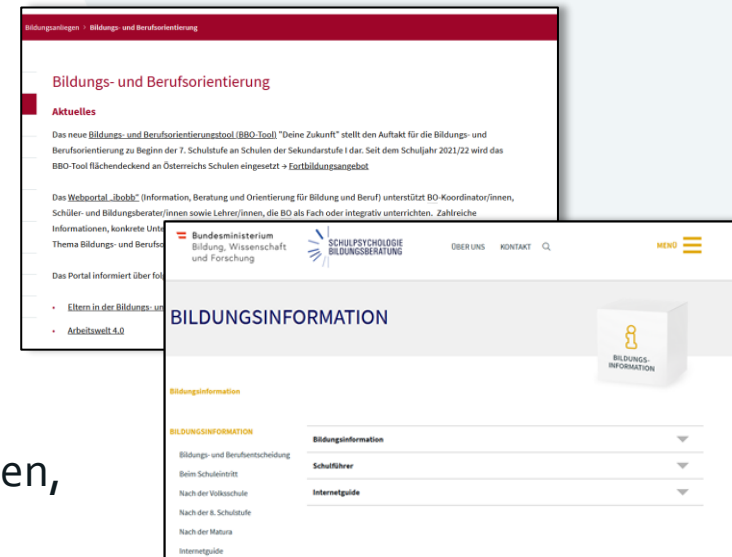 Bildungsanliegen › Bildungs- und Berufsorientierung
Bildungs- und Berufsorientierung
Aktuelles
Das neue Bildungs- und Berufsorientierungstool (BBO-Tool) "Deine Zukunft" stellt den Auftakt für die Bildungs- und
Berufsorientierung zu Beginn der 7. Schulstufe an Schulen der Sekundarstufe I dar. Seit dem Schuljahr 2021/22 wird das
BBO-Tool flächendeckend an Österreichs Schulen eingesetzt → Fortbildungsangebot
Das Webportal „ibobb“ (Information, Beratung und Orientierung für Bildung und Beruf) unterstützt BO-Koordinator/innen,
Schüler- und Bildungsberater/innen sowie Lehrer/innen, die BO als Fach oder integrativ unterrichten. Zahlreiche
Informationen, konkrete Unte
Thema Bildungs- und Berufso
Das Portal informiert über fol
• Eltern in der Bildungs- un
• Arbeitswelt 4.0
Bundesministerium
Bildung, Wissenschaft
und Forschung
SCHULPSYCHOLOGIE
BILDUNGSBERATUNG
ÜBER UNS KONTAKT
MENÜ
BILDUNGSINFORMATION
BILDUNGS-
INFORMATION
Bildungsinformation
BILDUNGSINFORMATION
Bildungs- und Berufsentscheidung
Beim Schuleintritt
Nach der Volksschule
Nach der 8. Schulstufe
Nach der Matura
Internetguide
Bildungsinformation
Schulführer
Internetguide
en,